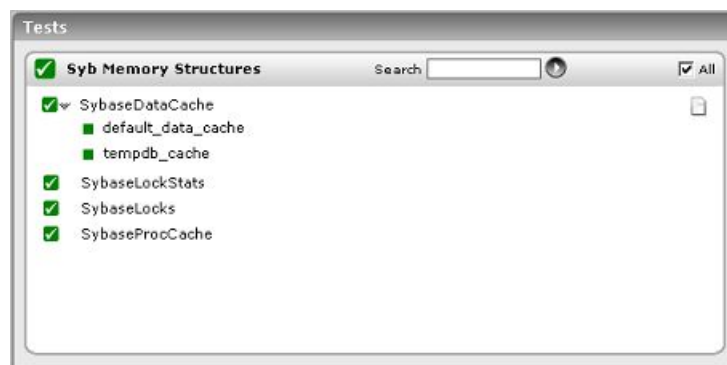 Tests
Syb Memory Structures Search All
SybaseDataCache
default_data_cache
tempdb_cache
SybaseLockStats
SybaseLocks
SybaseProcCache